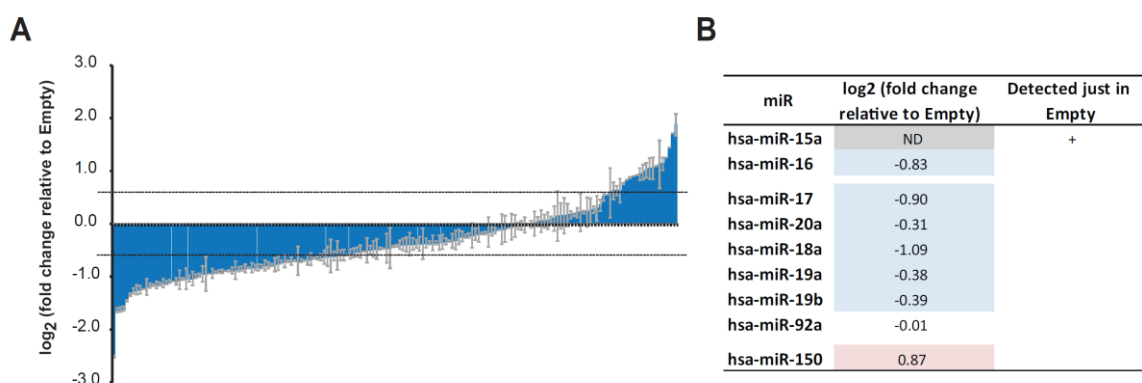 A
B
log2 (fold change relative to Empty)
3.0
2.0
1.0
0.0
-1.0
-2.0
-3.0
miR log2 (fold change relative to Empty) Detected just in Empty
hsa-miR-15a ND +
hsa-miR-16 -0.83
hsa-miR-17 -0.90
hsa-miR-20a -0.31
hsa-miR-18a -1.09
hsa-miR-19a -0.38
hsa-miR-19b -0.39
hsa-miR-92a -0.01
hsa-miR-150 0.87